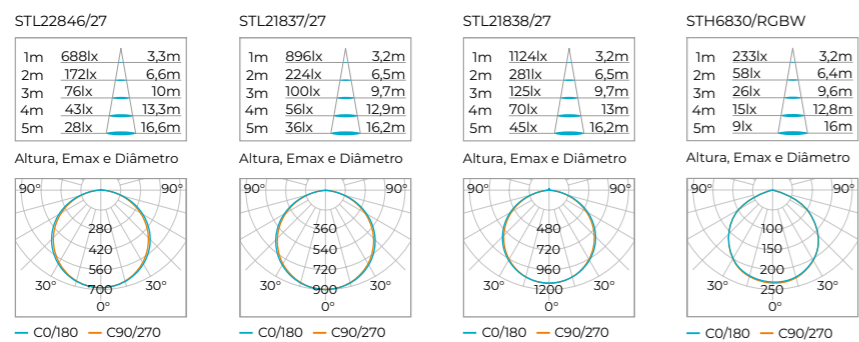 STL22846/27
1m 688lx 3,3m
2m 172lx 6,6m
3m 76lx 10m
4m 43lx 13,3m
5m 28lx 16,6m
Altura, Emax e Diâmetro
90° 90°
280
420
560
30° 700 30°
0°
C0/180 C90/270
STL21837/27
1m 896lx 3,2m
2m 224lx 6,5m
3m 100lx 9,7m
4m 56lx 12,9m
5m 36lx 16,2m
Altura, Emax e Diâmetro
90° 90°
360
540
720
30° 900 30°
0°
C0/180 C90/270
STL21838/27
1m 1124lx 3,2m
2m 281lx 6,5m
3m 125lx 9,7m
4m 70lx 13m
5m 45lx 16,2m
Altura, Emax e Diâmetro
90° 90°
480
720
960
30° 1200 30°
0°
C0/180 C90/270
STH6830/RGBW
1m 233lx 3,2m
2m 58lx 6,4m
3m 26lx 9,6m
4m 15lx 12,8m
5m 9lx 16m
Altura, Emax e Diâmetro
90° 90°
100
150
200
30° 250 30°
0°
C0/180 C90/270